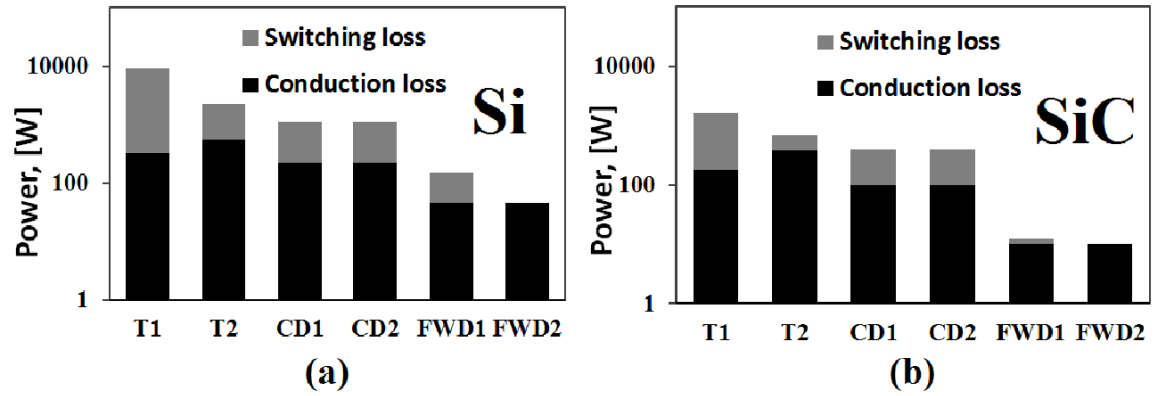 Switching loss
Conduction loss
Si
Power, [W]
10000
100
1
T1 T2 CD1 CD2 FWD1 FWD2
(a)
Switching loss
Conduction loss
SiC
Power, [W]
10000
100
1
T1 T2 CD1 CD2 FWD1 FWD2
(b)